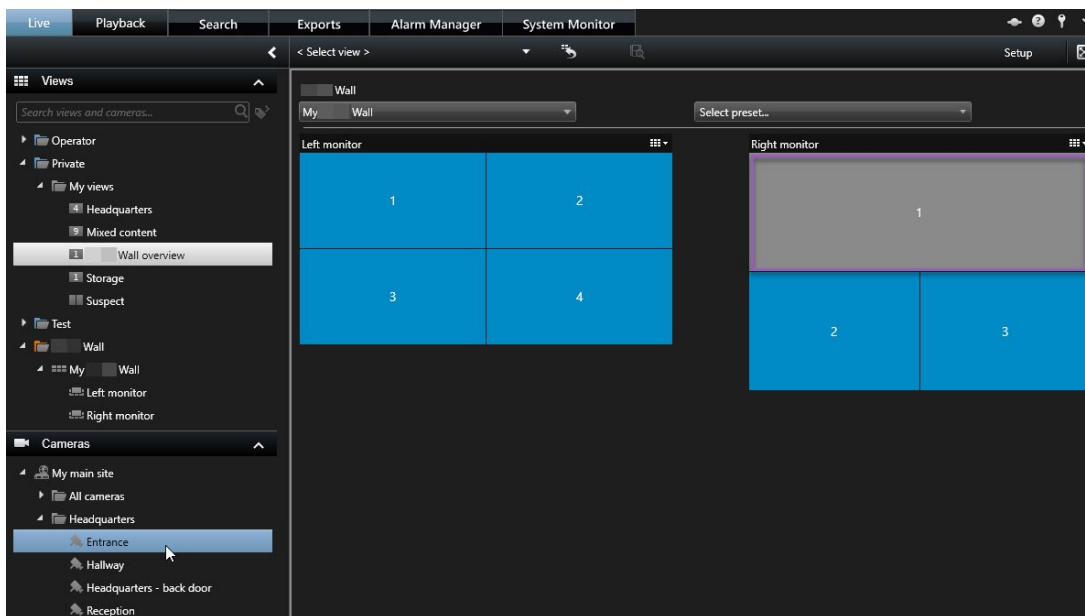 Live Playback Search Exports Alarm Manager System Monitor
< Select view >
Setup
Views
Search views and cameras...
Operator
Private
My views
4 Headquarters
9 Mixed content
1 Wall overview
1 Storage
Suspect
Test
Wall
My Wall
Left monitor
Right monitor
Cameras
My main site
All cameras
Headquarters
Entrance
Hallway
Headquarters - back door
Reception
Wall
My Wall
Select preset...
Left monitor
1 2
3 4
Right monitor
1
2 3